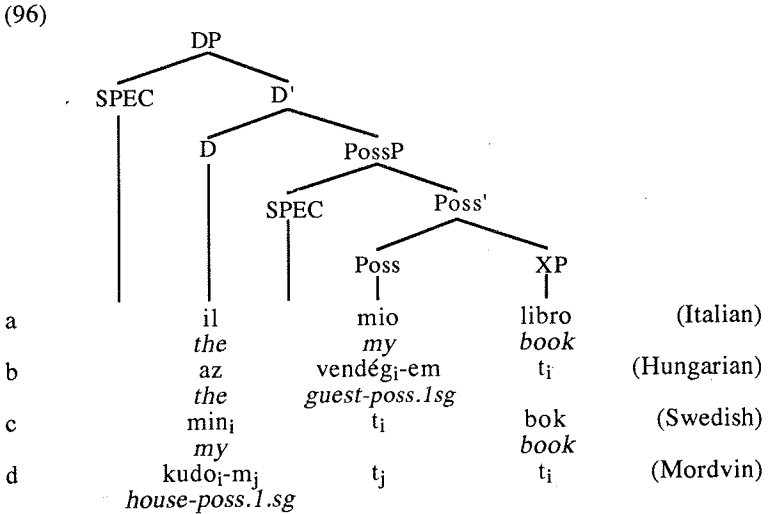 (96)
DP
SPEC D'
D PossP
SPEC Poss'
Poss XP
a il mio libro (Italian)
the my book
b az vendégi-em ti (Hungarian)
the guest-poss.1sg
c mini ti bok (Swedish)
my book
d kudoi-mj tj ti (Mordvin)
house-poss.1.sg